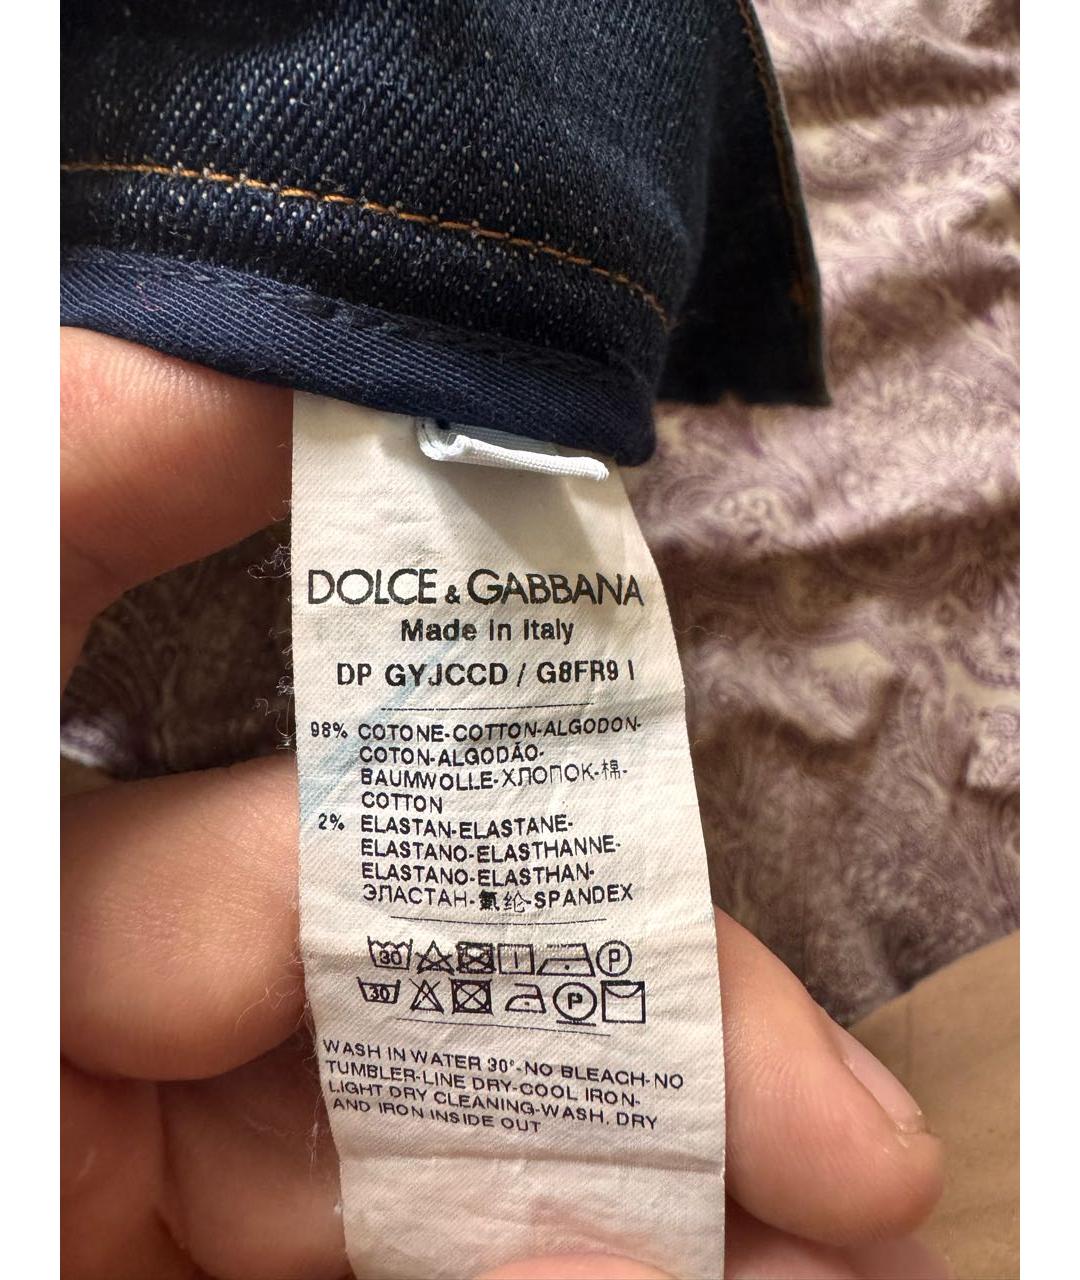 DOLCE & GABBANA
Made in Italy
DP GYJCCD / G8FR9 I
98% COTONE-COTTON-ALGODON-
COTON-ALGODÃO-
BAUMWOLLE-ХЛОПОК-棉-
COTTON
2% ELASTAN-ELASTANE-
ELASTANO-ELASTHANNE-
ELASTANO-ELASTHAN-
ЭЛАСТАН-氨纶-SPANDEX
30 P
30 P
WASH IN WATER 30°-NO BLEACH-NO
TUMBLER-LINE DRY-COOL IRON-
LIGHT DRY CLEANING-WASH, DRY
AND IRON INSIDE OUT